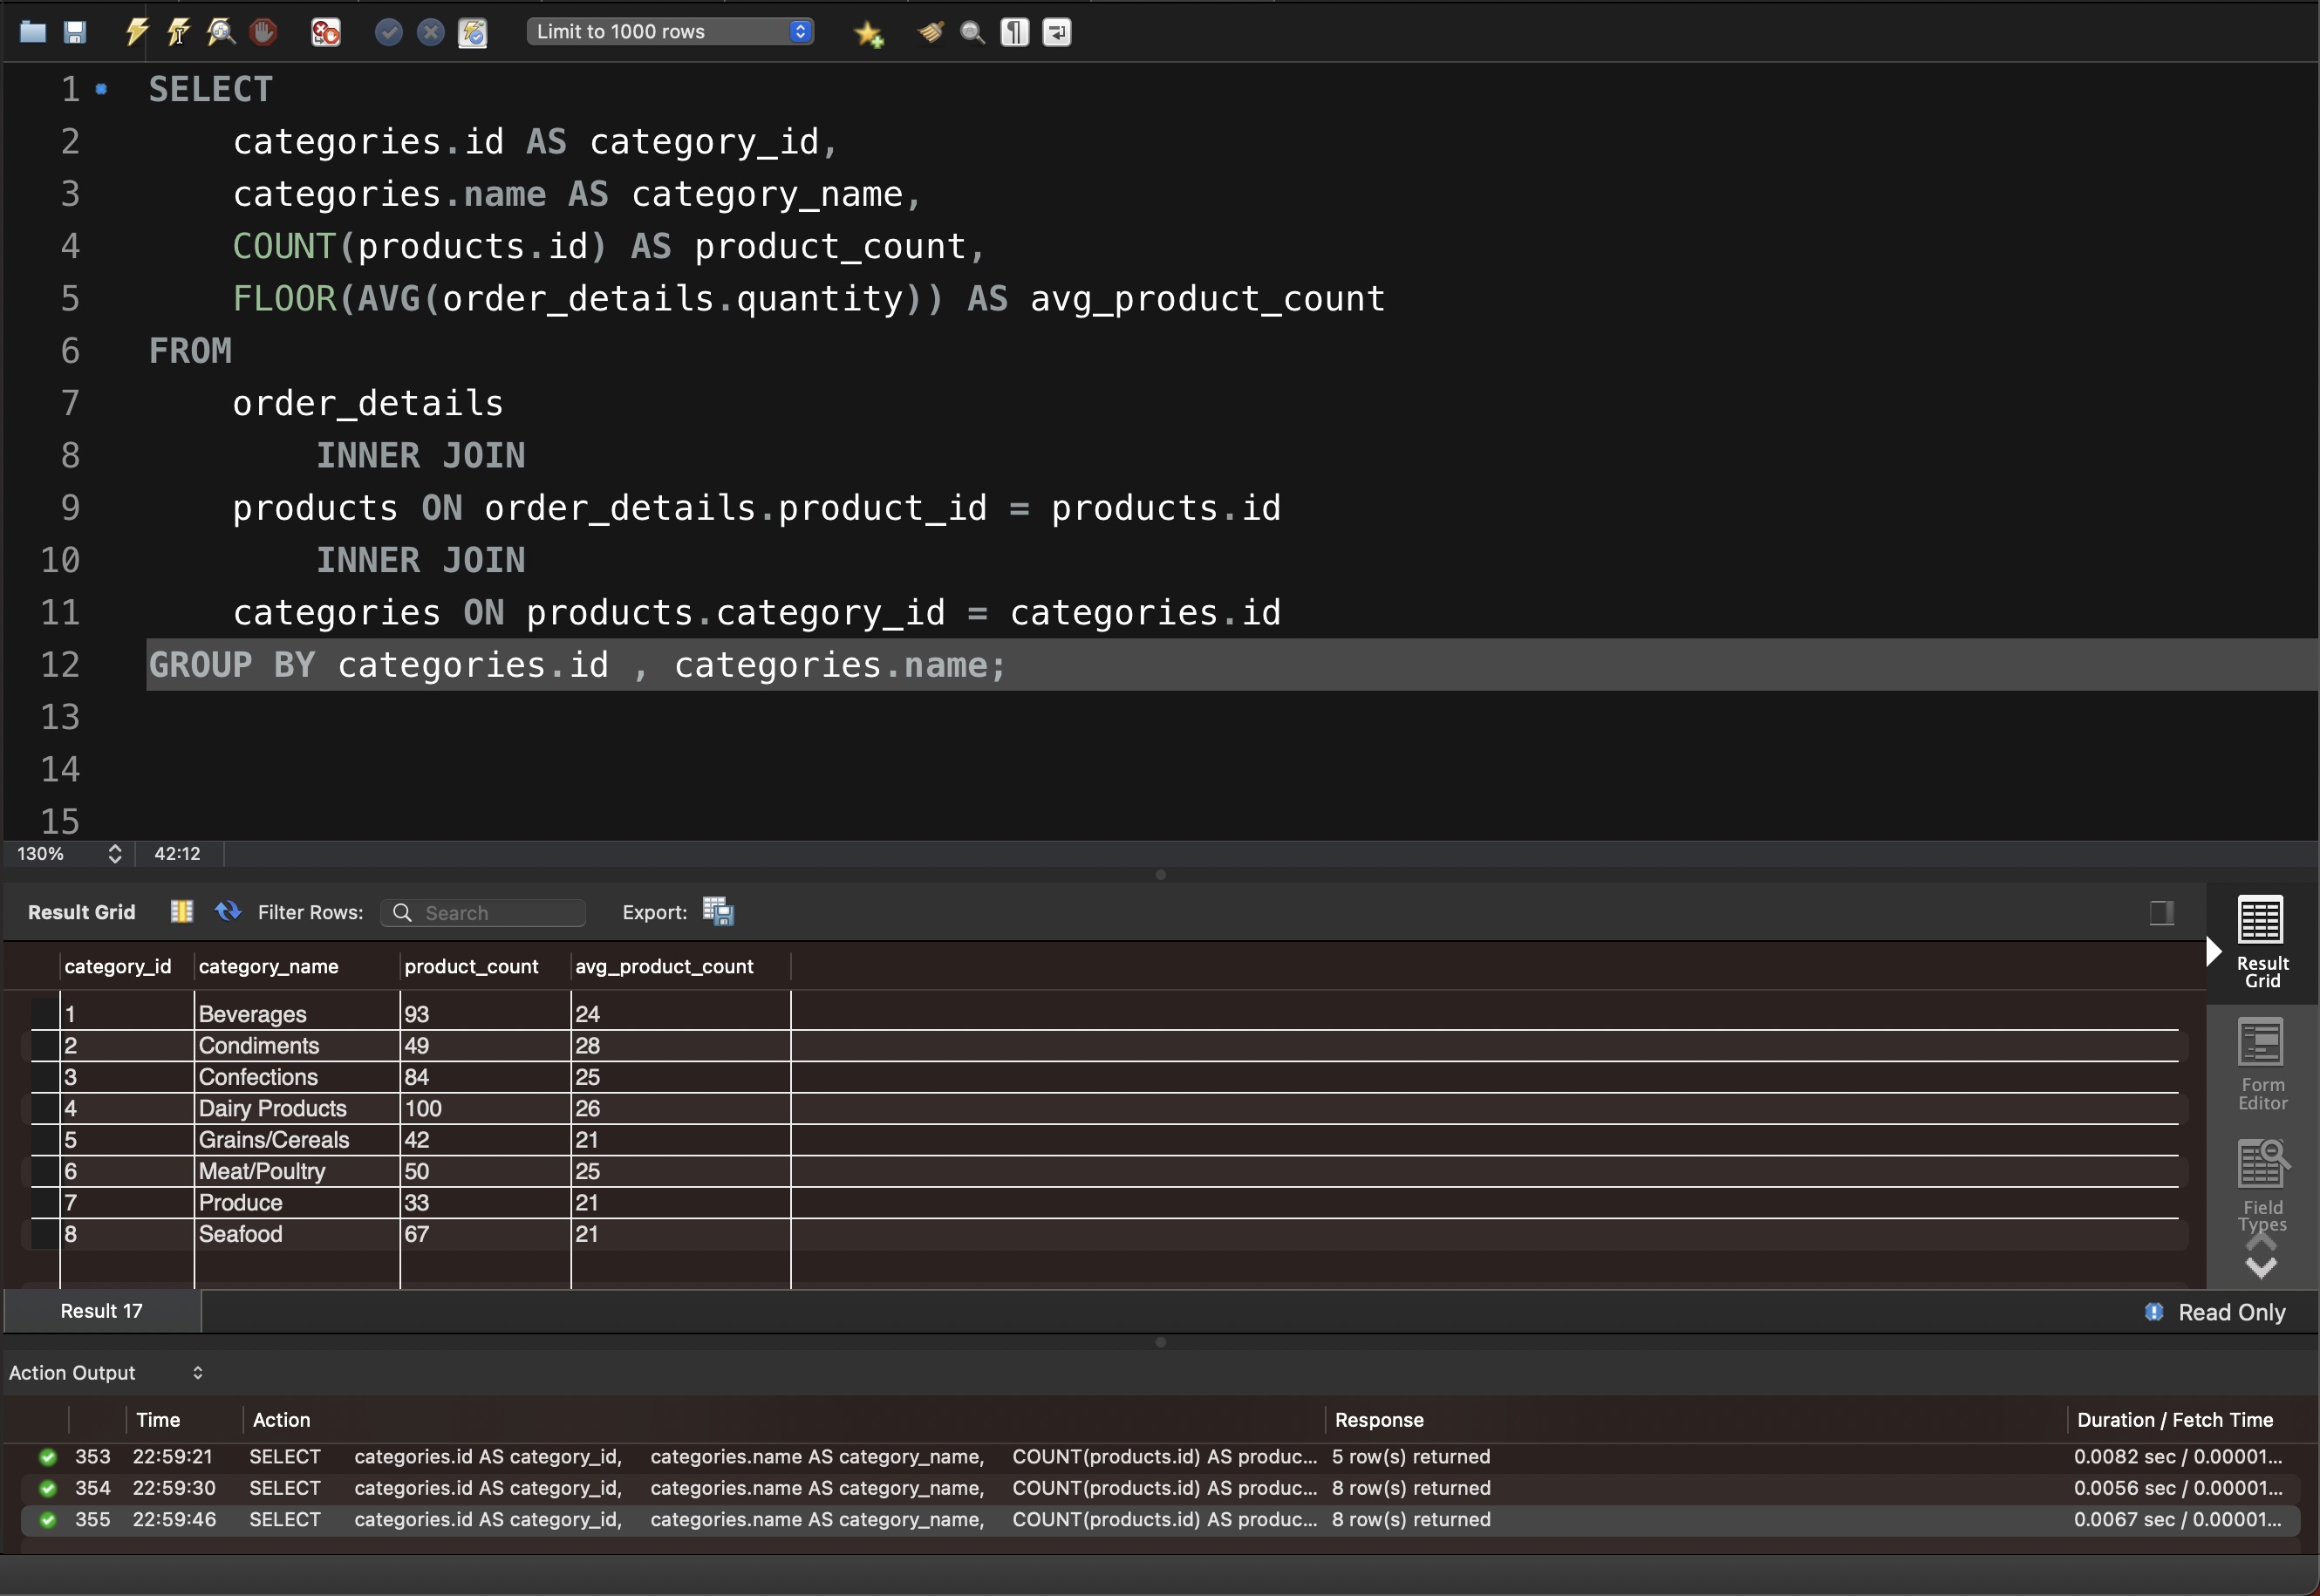 Limit to 1000 rows
1 SELECT
2 categories.id AS category_id,
3 categories.name AS category_name,
4 COUNT(products.id) AS product_count,
5 FLOOR(AVG(order_details.quantity)) AS avg_product_count
6 FROM
7 order_details
8 INNER JOIN
9 products ON order_details.product_id = products.id
10 INNER JOIN
11 categories ON products.category_id = categories.id
12 GROUP BY categories.id , categories.name;
13
14
15
130% 42:12
Result Grid Filter Rows: Search Export:
category_id category_name product_count avg_product_count
1 Beverages 93 24
2 Condiments 49 28
3 Confections 84 25
4 Dairy Products 100 26
5 Grains/Cereals 42 21
6 Meat/Poultry 50 25
7 Produce 33 21
8 Seafood 67 21
Result
Grid
Form
Editor
Field
Types
Result 17 Read Only
Action Output
Time Action Response Duration / Fetch Time
353 22:59:21 SELECT categories.id AS category_id, categories.name AS category_name, COUNT(products.id) AS produc... 5 row(s) returned 0.0082 sec / 0.00001...
354 22:59:30 SELECT categories.id AS category_id, categories.name AS category_name, COUNT(products.id) AS produc... 8 row(s) returned 0.0056 sec / 0.00001...
355 22:59:46 SELECT categories.id AS category_id, categories.name AS category_name, COUNT(products.id) AS produc... 8 row(s) returned 0.0067 sec / 0.00001...